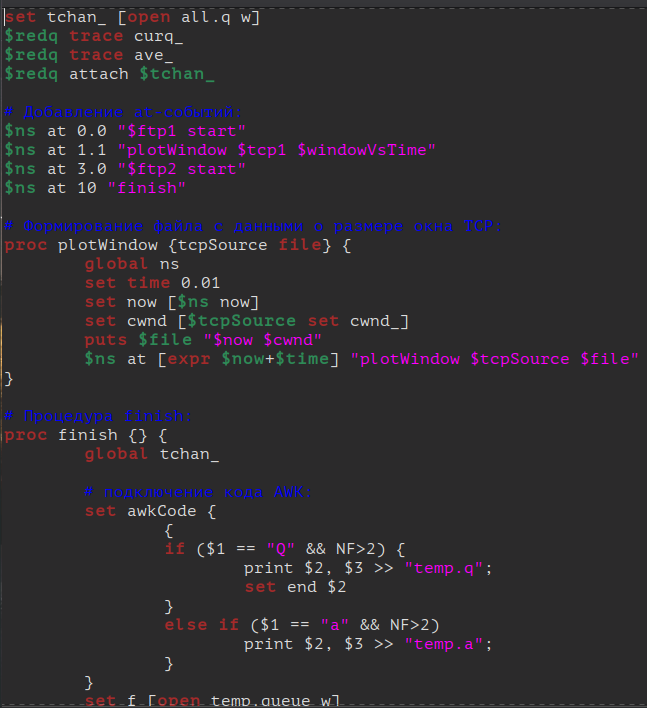 set tchan_ [open all.q w]
$redq trace curq_
$redq trace ave_
$redq attach $tchan_

# Добавление at-событий:
$ns at 0.0 "$ftp1 start"
$ns at 1.1 "plotWindow $tcp1 $windowVsTime"
$ns at 3.0 "$ftp2 start"
$ns at 10 "finish"

# Формирование файла с данными о размере окна TCP:
proc plotWindow {tcpSource file} {
        global ns
        set time 0.01
        set now [$ns now]
        set cwnd [$tcpSource set cwnd_]
        puts $file "$now $cwnd"
        $ns at [expr $now+$time] "plotWindow $tcpSource $file"
}

# Процедура finish:
proc finish {} {
        global tchan_

        # подключение кода AWK:
        set awkCode {
                {
                if ($1 == "Q" && NF>2) {
                        print $2, $3 >> "temp.q";
                        set end $2
                }
                else if ($1 == "a" && NF>2)
                        print $2, $3 >> "temp.a";
                }
        }
        set f [open temp.queue w]